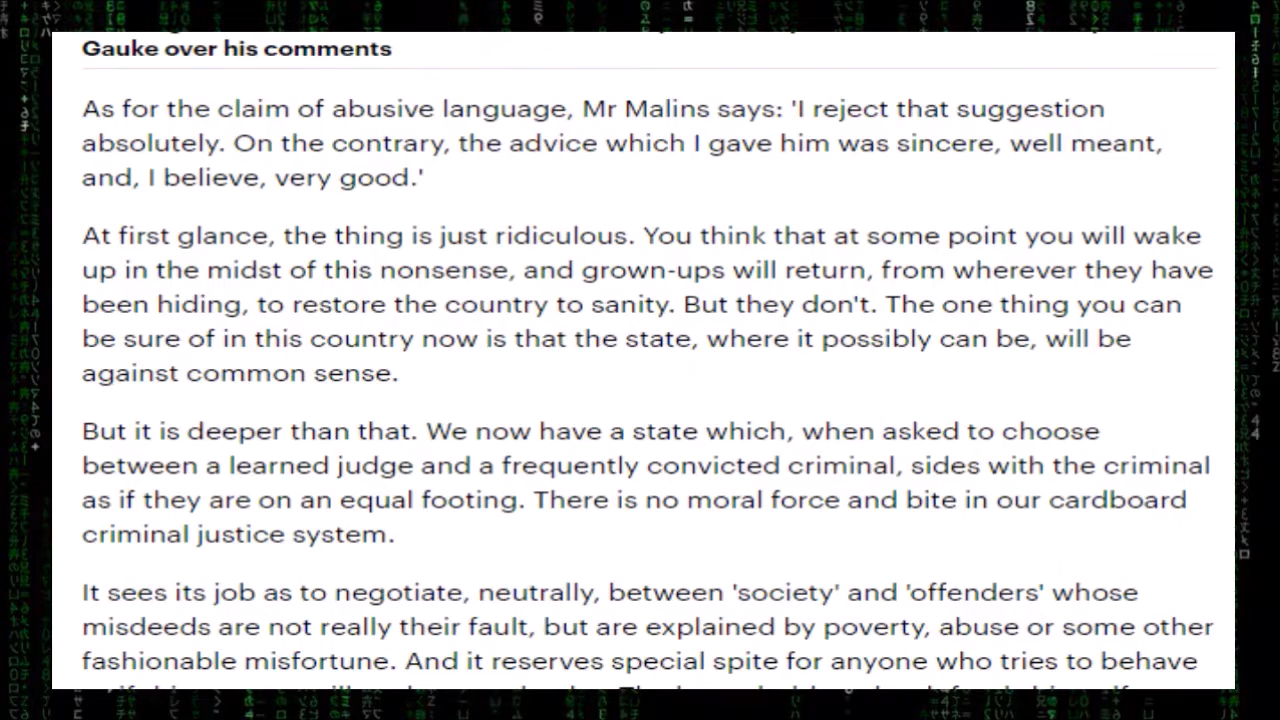 Gauke over his comments
As for the claim of abusive language, Mr Malins says: 'I reject that suggestion
absolutely. On the contrary, the advice which I gave him was sincere, well meant,
and, I believe, very good.'
At first glance, the thing is just ridiculous. You think that at some point you will wake
up in the midst of this nonsense, and grown-ups will return, from wherever they have
been hiding, to restore the country to sanity. But they don't. The one thing you can
be sure of in this country now is that the state, where it possibly can be, will be
against common sense.
But it is deeper than that. We now have a state which, when asked to choose
between a learned judge and a frequently convicted criminal, sides with the criminal
as if they are on an equal footing. There is no moral force and bite in our cardboard
criminal justice system.
It sees its job as to negotiate, neutrally, between 'society' and 'offenders' whose
misdeeds are not really their fault, but are explained by poverty, abuse or some other
fashionable misfortune. And it reserves special spite for anyone who tries to behave